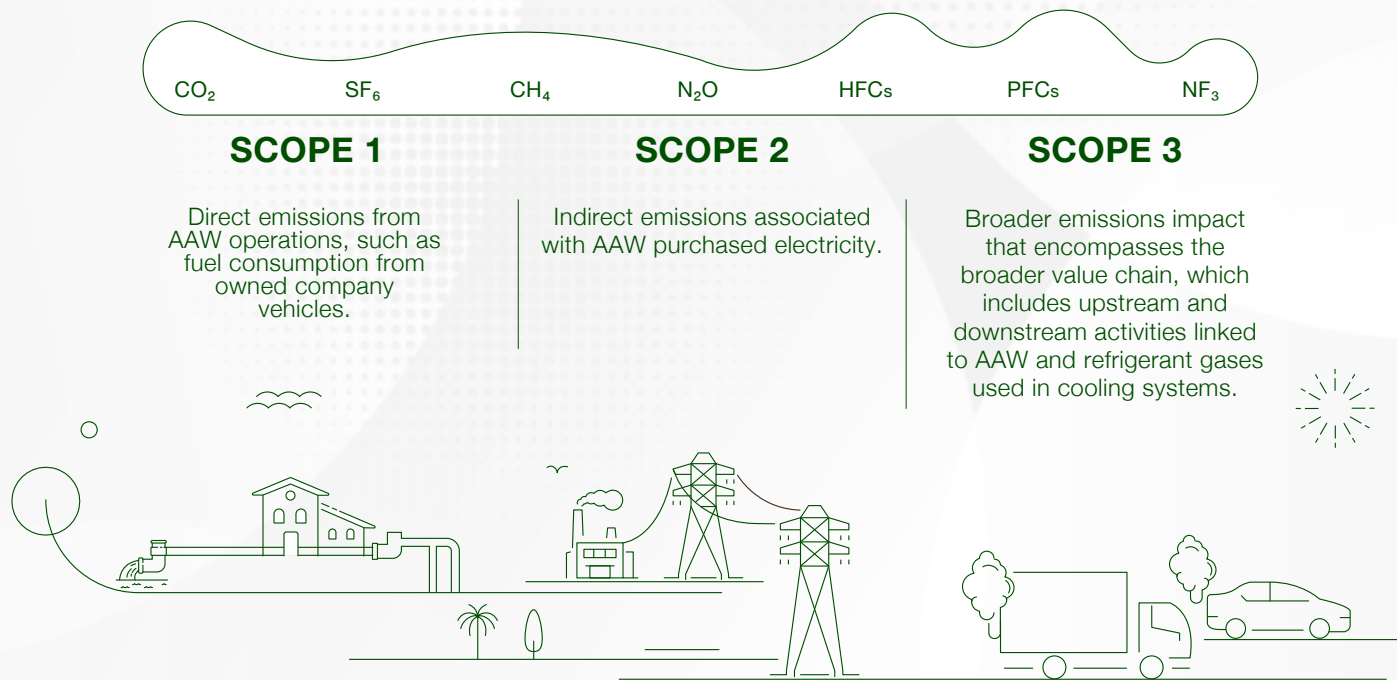 CO₂ SF₆ CH₄ N₂O HFCs PFCs NF₃
SCOPE 1
Direct emissions from
AAW operations, such as
fuel consumption from
owned company
vehicles.
SCOPE 2
Indirect emissions associated
with AAW purchased electricity.
SCOPE 3
Broader emissions impact
that encompasses the
broader value chain, which
includes upstream and
downstream activities linked
to AAW and refrigerant gases
used in cooling systems.